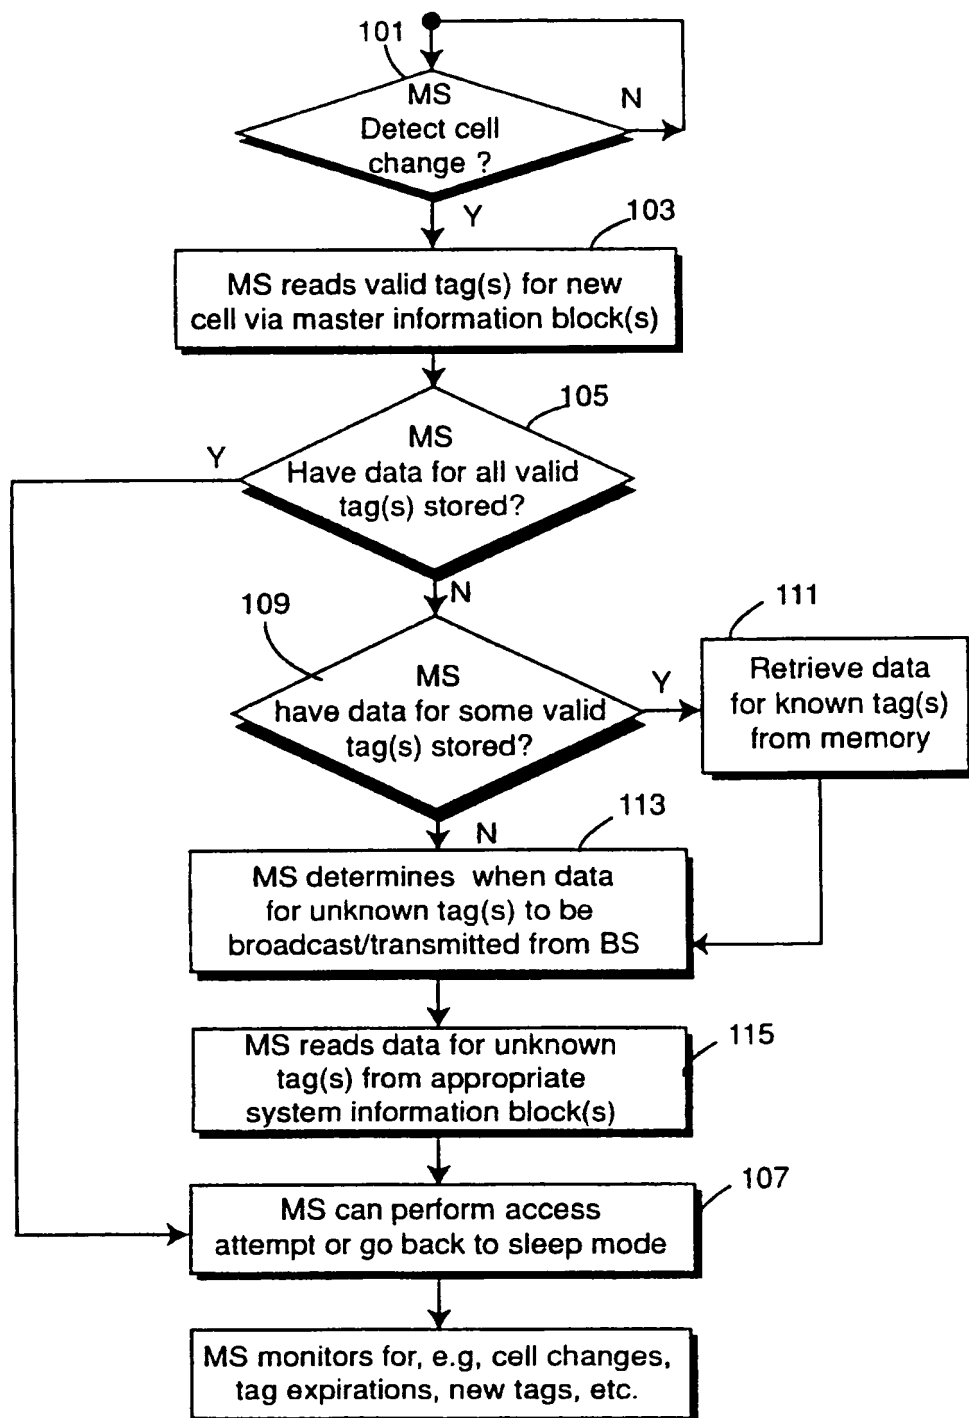 101
MS
Detect cell
change ?
N
Y
103
MS reads valid tag(s) for new
cell via master information block(s)
105
Y
MS
Have data for all valid
tag(s) stored?
N
109
111
MS
have data for some valid
tag(s) stored?
Y
Retrieve data
for known tag(s)
from memory
N
113
MS determines when data
for unknown tag(s) to be
broadcast/transmitted from BS
115
MS reads data for unknown
tag(s) from appropriate
system information block(s)
107
MS can perform access
attempt or go back to sleep mode
MS monitors for, e.g, cell changes,
tag expirations, new tags, etc.